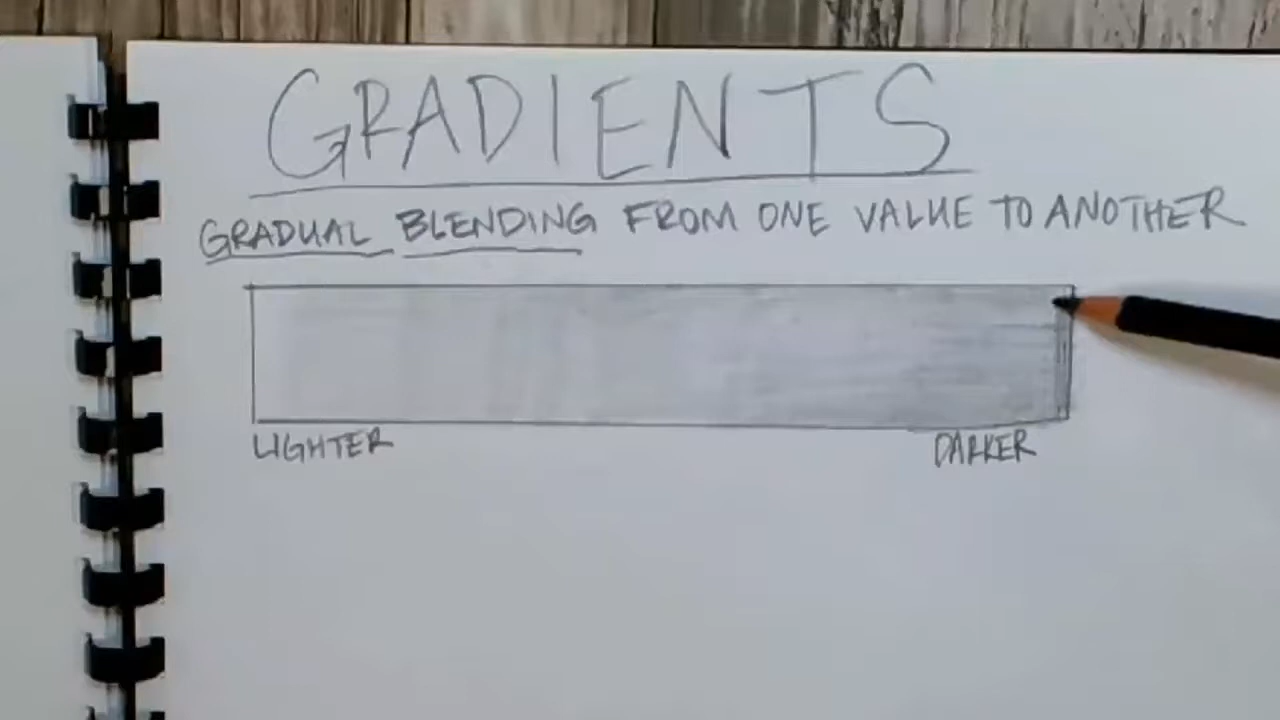 GRADIENTS
GRADUAL BLENDING FROM ONE VALUE TO ANOTHER
LIGHTER DARKER